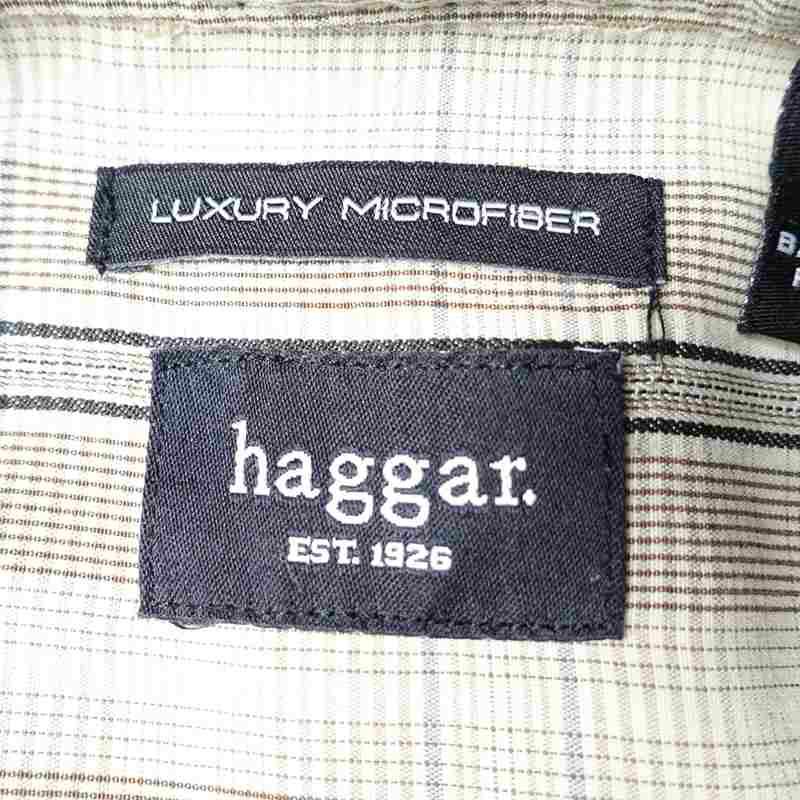 LUXURY MICROFIBER
haggar.
EST. 1926